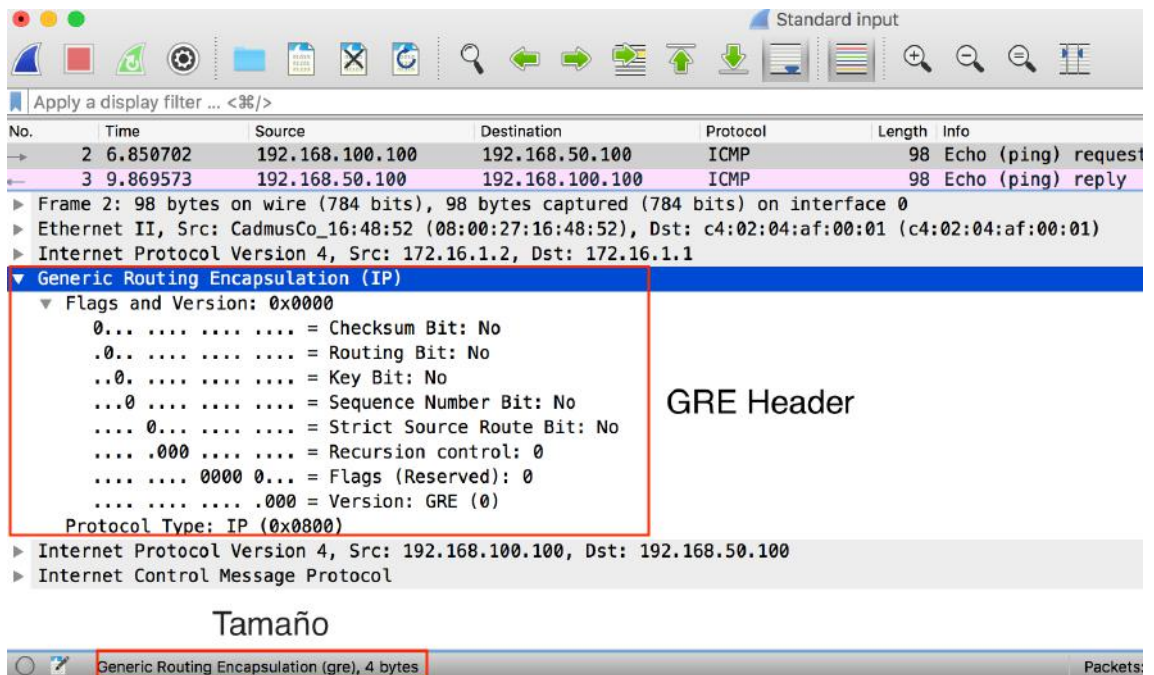 Standard input
Apply a display filter ... <⌘/>
No. Time Source Destination Protocol Length Info
2 6.850702 192.168.100.100 192.168.50.100 ICMP 98 Echo (ping) request
3 9.869573 192.168.50.100 192.168.100.100 ICMP 98 Echo (ping) reply
Frame 2: 98 bytes on wire (784 bits), 98 bytes captured (784 bits) on interface 0
Ethernet II, Src: CadmusCo_16:48:52 (08:00:27:16:48:52), Dst: c4:02:04:af:00:01 (c4:02:04:af:00:01)
Internet Protocol Version 4, Src: 172.16.1.2, Dst: 172.16.1.1
Generic Routing Encapsulation (IP)
Flags and Version: 0x0000
0... .... .... .... = Checksum Bit: No
.0.. .... .... .... = Routing Bit: No
..0. .... .... .... = Key Bit: No
...0 .... .... .... = Sequence Number Bit: No
.... 0... .... .... = Strict Source Route Bit: No
.... .000 .... .... = Recursion control: 0
.... .... 0000 0... = Flags (Reserved): 0
.... .... .... .000 = Version: GRE (0)
Protocol Type: IP (0x0800)
GRE Header
Internet Protocol Version 4, Src: 192.168.100.100, Dst: 192.168.50.100
Internet Control Message Protocol
Tamaño
Generic Routing Encapsulation (gre), 4 bytes Packets: